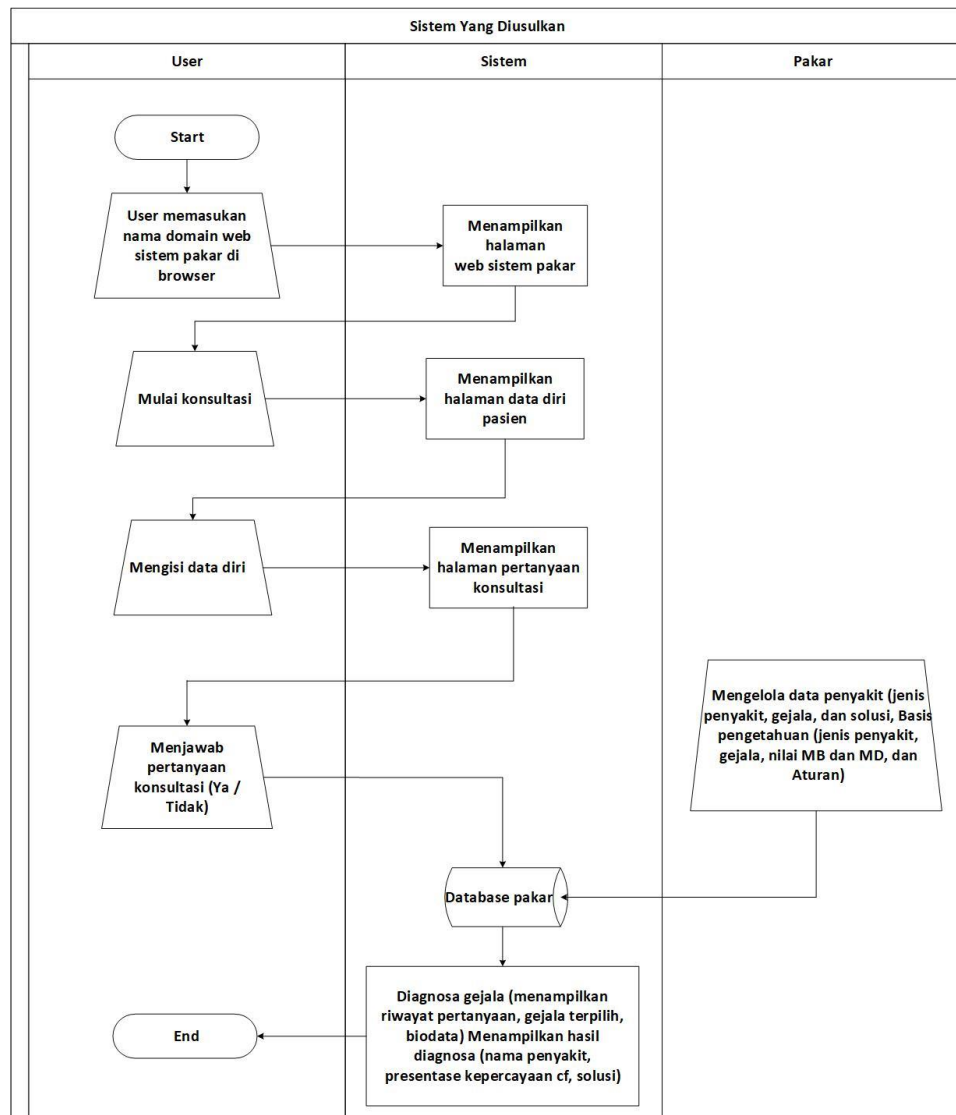 Sistem Yang Diusulkan
User
Sistem
Pakar
Start
User memasukan
nama domain web
sistem pakar di
browser
Menampilkan
halaman
web sistem pakar
Mulai konsultasi
Menampilkan
halaman data diri
pasien
Mengisi data diri
Menampilkan
halaman pertanyaan
konsultasi
Menjawab
pertanyaan
konsultasi (Ya /
Tidak)
Mengelola data penyakit (jenis
penyakit, gejala, dan solusi, Basis
pengetahuan (jenis penyakit,
gejala, nilai MB dan MD, dan
Aturan)
Database pakar
Diagnosa gejala (menampilkan
riwayat pertanyaan, gejala terpilih,
biodata) Menampilkan hasil
diagnosa (nama penyakit,
presentase kepercayaan cf, solusi)
End